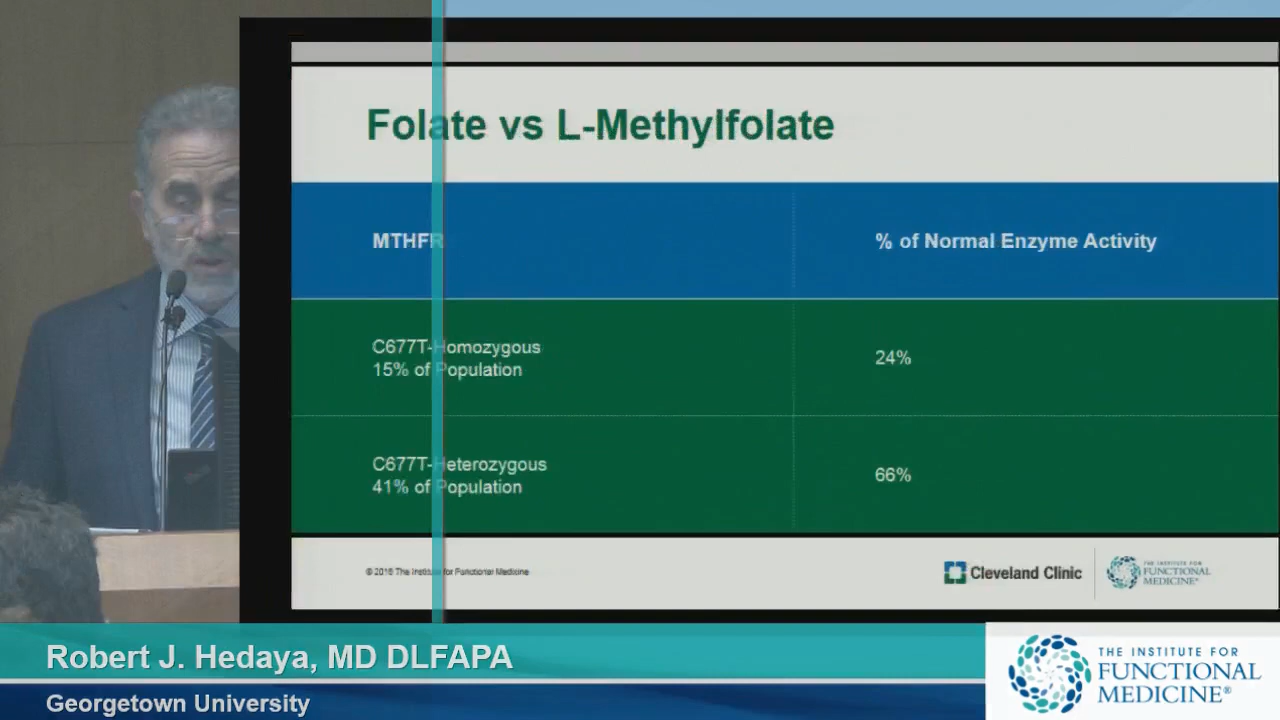 Folate vs L-Methylfolate
MTHFR
% of Normal Enzyme Activity
C677T-Homozygous
15% of Population
24%
C677T-Heterozygous
41% of Population
66%
© 2016 The Institute for Functional Medicine
Cleveland Clinic
THE INSTITUTE FOR
FUNCTIONAL
MEDICINE®
Robert J. Hedaya, MD DLFAPA
Georgetown University
THE INSTITUTE FOR
FUNCTIONAL
MEDICINE®